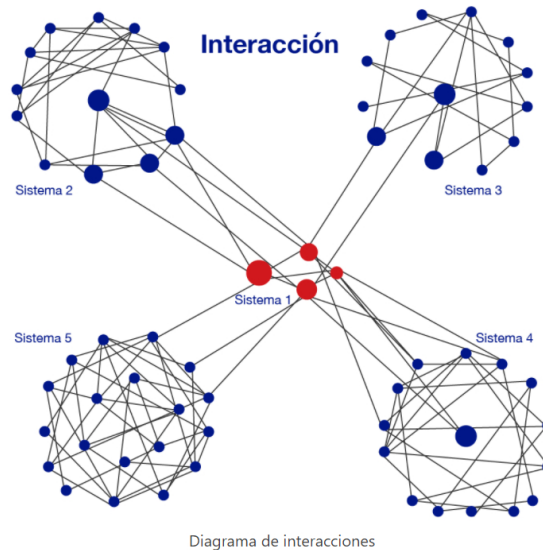 Interacción
Sistema 2
Sistema 3
Sistema 1
Sistema 5
Sistema 4
Diagrama de interacciones